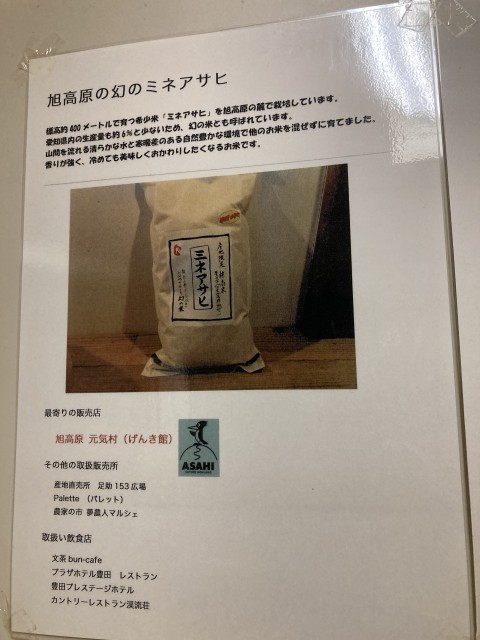 旭高原の幻のミネアサヒ
標高約400メートルで育つ希少米「ミネアサヒ」を旭高原の麓で栽培しています。
愛知県内の生産量も約6%と少ないため、幻の米とも呼ばれています。
山間を流れる清らかな水と寒暖差のある自然豊かな環境で他のお米を混ぜずに育てました。
香りが強く、冷めても美味しくおかわりしたくなるお米です。
ミネアサヒ
幻の米
最寄りの販売店
旭高原 元気村（げんき館）
ASAHI
その他の取扱販売所
産地直売所 足助153広場
Palette （パレット）
農家の市 夢農人マルシェ
取扱い飲食店
文茶 bun-cafe
プラザホテル豊田 レストラン
豊田プレステージホテル
カントリーレストラン渓流荘